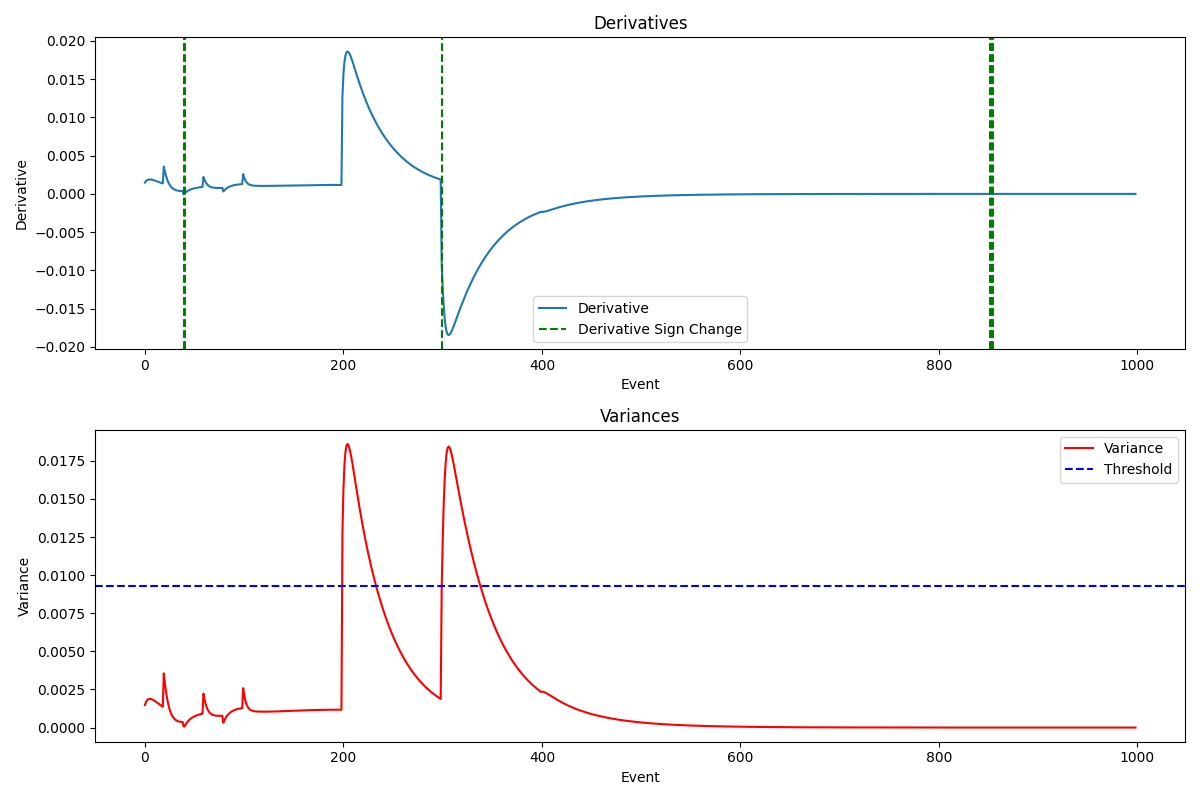 Derivatives
0.020
0.015
0.010
0.005
0.000
−0.005
−0.010
−0.015
−0.020
Derivative
Derivative
Derivative Sign Change
0 200 400 600 800 1000
Event
Variances
0.0175
0.0150
0.0125
0.0100
0.0075
0.0050
0.0025
0.0000
Variance
Variance
Threshold
0 200 400 600 800 1000
Event